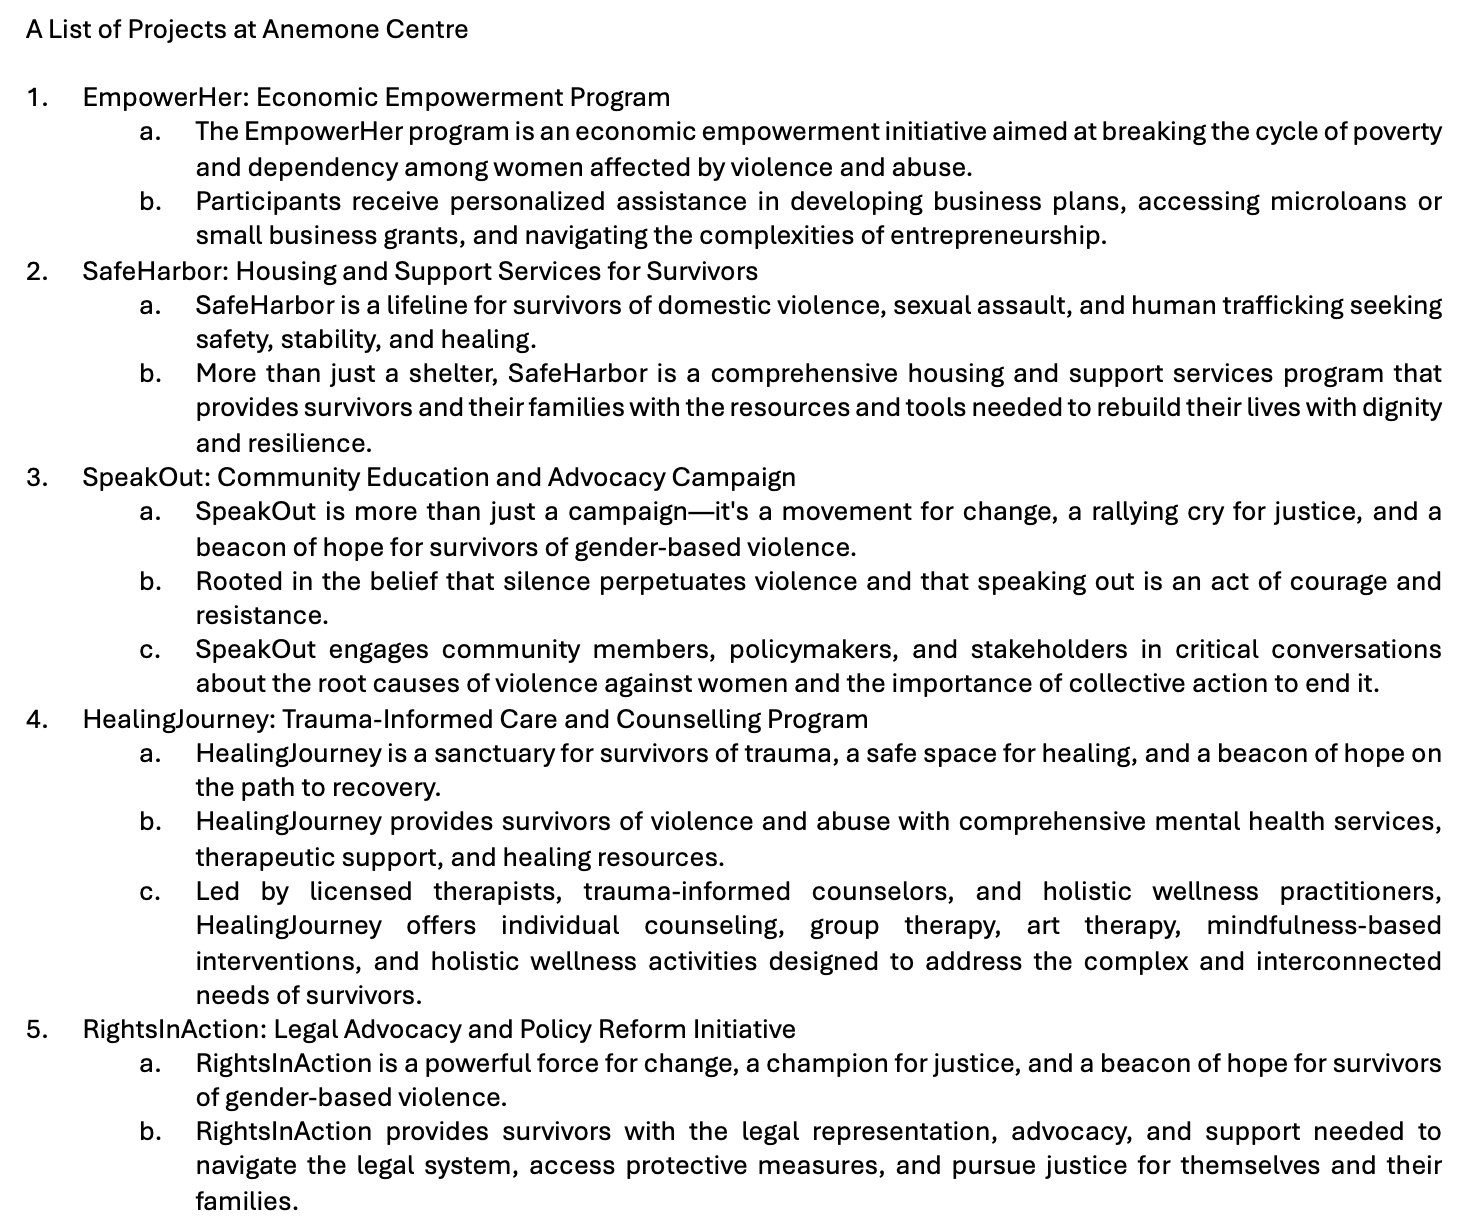 A List of Projects at Anemone Centre
1. EmpowerHer: Economic Empowerment Program
a. The EmpowerHer program is an economic empowerment initiative aimed at breaking the cycle of poverty
and dependency among women affected by violence and abuse.
b. Participants receive personalized assistance in developing business plans, accessing microloans or
small business grants, and navigating the complexities of entrepreneurship.
2. SafeHarbor: Housing and Support Services for Survivors
a. SafeHarbor is a lifeline for survivors of domestic violence, sexual assault, and human trafficking seeking
safety, stability, and healing.
b. More than just a shelter, SafeHarbor is a comprehensive housing and support services program that
provides survivors and their families with the resources and tools needed to rebuild their lives with dignity
and resilience.
3. SpeakOut: Community Education and Advocacy Campaign
a. SpeakOut is more than just a campaign—it's a movement for change, a rallying cry for justice, and a
beacon of hope for survivors of gender-based violence.
b. Rooted in the belief that silence perpetuates violence and that speaking out is an act of courage and
resistance.
c. SpeakOut engages community members, policymakers, and stakeholders in critical conversations
about the root causes of violence against women and the importance of collective action to end it.
4. HealingJourney: Trauma-Informed Care and Counselling Program
a. HealingJourney is a sanctuary for survivors of trauma, a safe space for healing, and a beacon of hope on
the path to recovery.
b. HealingJourney provides survivors of violence and abuse with comprehensive mental health services,
therapeutic support, and healing resources.
c. Led by licensed therapists, trauma-informed counselors, and holistic wellness practitioners,
HealingJourney offers individual counseling, group therapy, art therapy, mindfulness-based
interventions, and holistic wellness activities designed to address the complex and interconnected
needs of survivors.
5. RightsInAction: Legal Advocacy and Policy Reform Initiative
a. RightsInAction is a powerful force for change, a champion for justice, and a beacon of hope for survivors
of gender-based violence.
b. RightsInAction provides survivors with the legal representation, advocacy, and support needed to
navigate the legal system, access protective measures, and pursue justice for themselves and their
families.